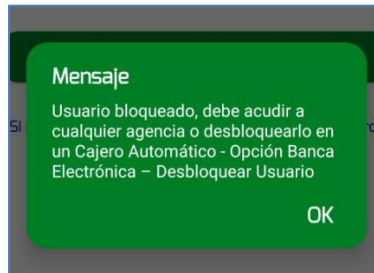 Mensaje
Usuario bloqueado, debe acudir a
cualquier agencia o desbloquearlo en
un Cajero Automático - Opción Banca
Electrónica – Desbloquear Usuario
OK